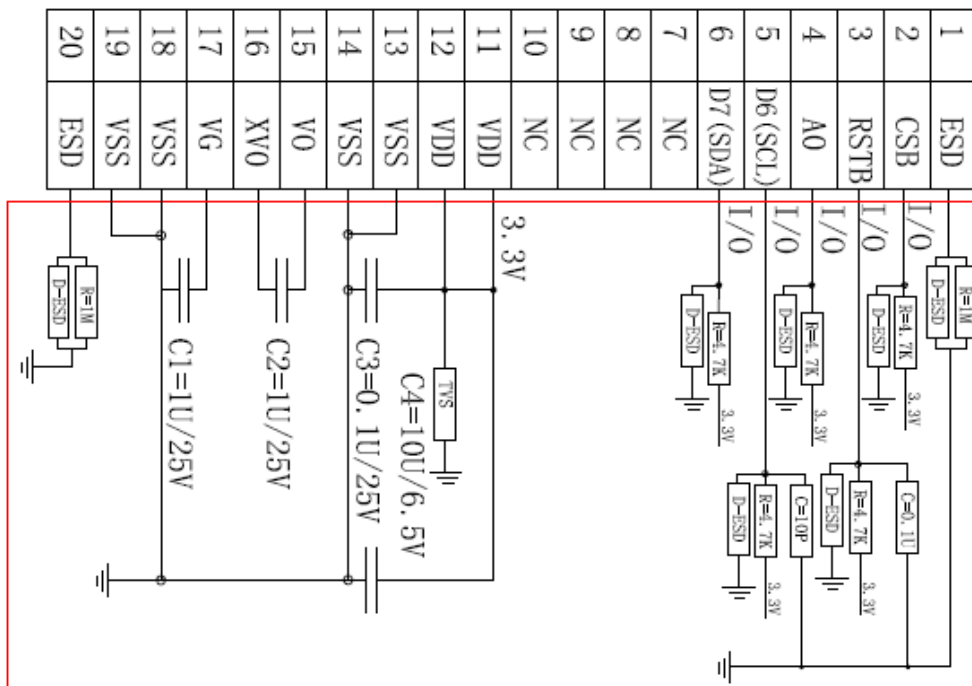 20 19 18 17 16 15 14 13 12 11 10 9 8 7 6 5 4 3 2 1
ESD VSS VSS VG XV0 V0 VSS VSS VDD VDD NC NC NC NC D7(SDA) D6(SCL) A0 RSTB CSB ESD
I/O I/O I/O I/O I/O
3.3V
R=1M
D-ESD
C1=1U/25V
C2=1U/25V
C3=0.1U/25V
C4=10U/6.5V
TVS
R=4.7K
D-ESD
3.3V
R=4.7K
D-ESD
3.3V
R=4.7K
D-ESD
3.3V
R=1M
D-ESD
C=10P
R=4.7K
D-ESD
3.3V
C=0.1U
R=4.7K
D-ESD
3.3V